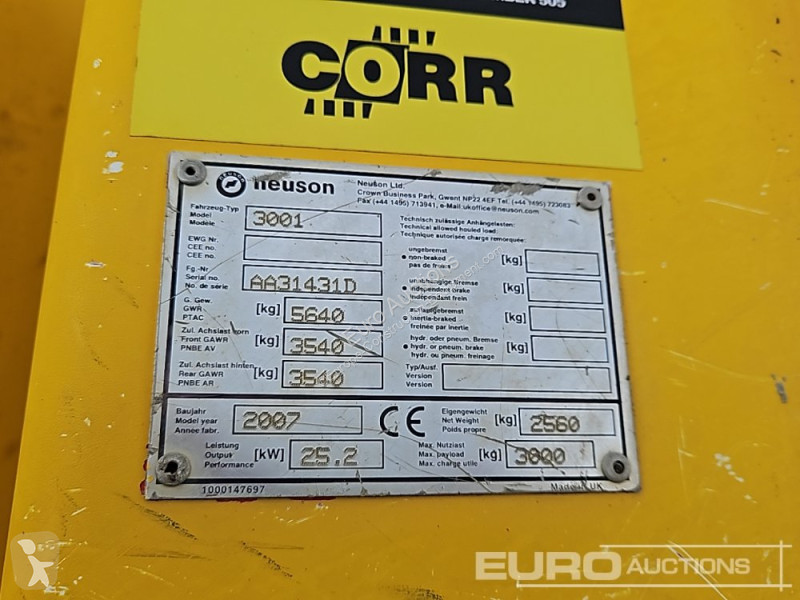 CORR
neuson
Neuson Ltd.
Crown Business Park, Gwent NP22 4EF Tel. (+44 1495) 723083
Fax (+44 1495) 713941, e-Mail:ukoffice@neuson.com
Fahrzeug-Typ
Model
Modèle
3001
EWG Nr.
CEE no.
CEE no.
Fg.-Nr
Serial no.
No. de série
AA31431D
G. Gew.
GWR
PTAC
[kg] 5640
Zul. Achslast vorn
Front GAWR
PNBE AV
[kg] 3540
Zul. Achslast hinten
Rear GAWR
PNBE AR
[kg] 3540
Technisch zulässige Anhängelasten:
Technical allowed houled load:
Technique autorisée charge remorquée:
ungebremst
non-braked
pas de freins
[kg]
unabhängige Bremse
independent brake
indépendant frein
[kg]
auflaufgebremst
inertia-braked
freinée par inertie
[kg]
hydr. oder pneum. Bremse
hydr. or pneum. brake
hydr. ou pneum. freinage
[kg]
Typ/Ausf.
Version
Version
Baujahr
Model year
Année fabr.
2007
CE
Eigengewicht
Net Weight
Poids propre
[kg] 2560
Leistung
Output
Performance
[kW] 25.2
Max. Nutzlast
Max. payload
Max. charge utile
[kg] 3000
1000147697
Made in UK
EURO AUCTIONS